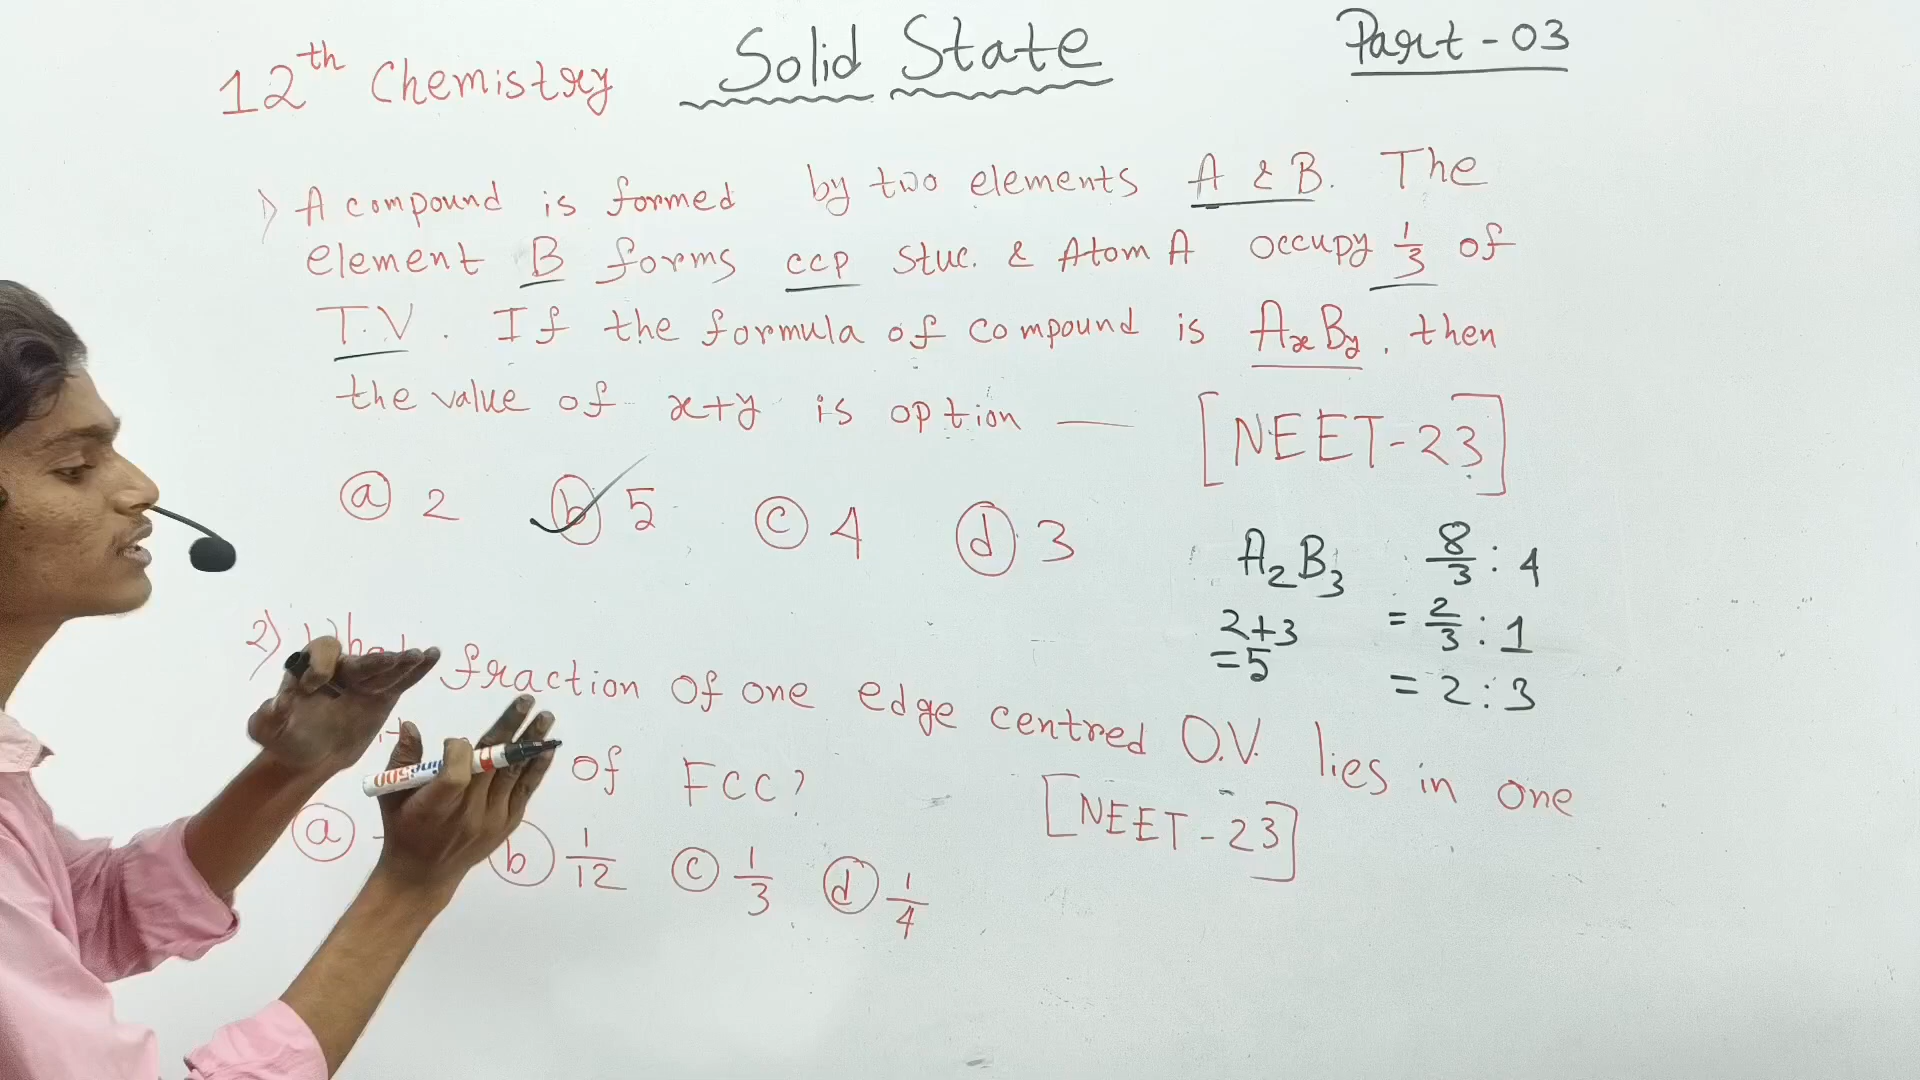 12th Chemistry Solid State Part-03
1) A compound is formed by two elements A & B. The
element B forms ccp stuc. & Atom A occupy 1/3 of
T.V. If the formula of compound is AxBy, then
the value of x+y is option — [NEET-23]
(a) 2 (b) 5 (c) 4 (d) 3
A2B3 8/3 : 4
2+3 = 2/3 : 1
=5 = 2 : 3
2) fraction of one edge centred O.V. lies in one
of FCC? [NEET-23]
(a) (b) 1/12 (c) 1/3 (d) 1/4